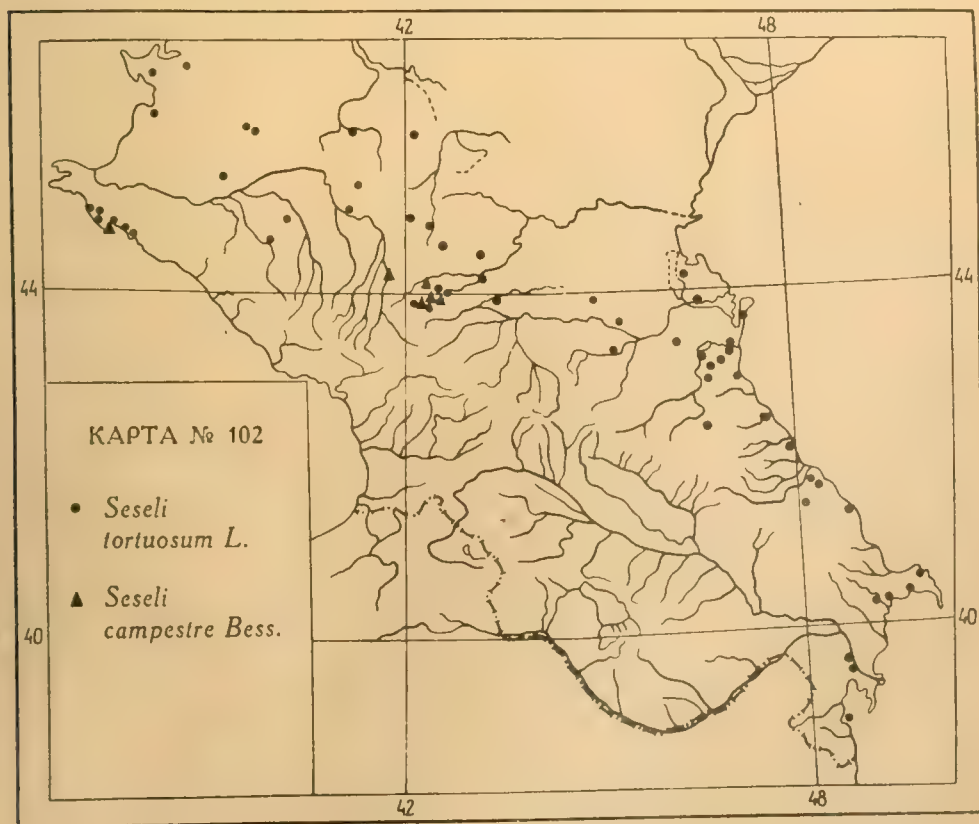 42 48
44 44
КАРТА № 102
Seseli
tortuosum L.
Seseli
campestre Bess.
40 40
42 48